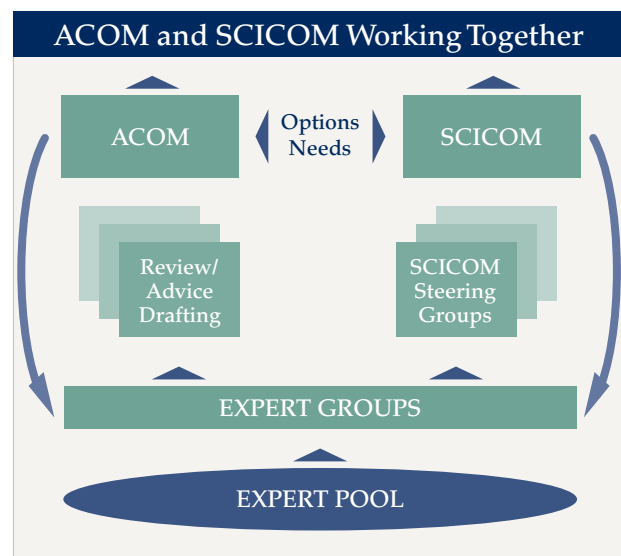 ACOM and SCICOM Working Together
ACOM
Options
Needs
SCICOM
Review/
Advice
Drafting
SCICOM
Steering
Groups
EXPERT GROUPS
EXPERT POOL